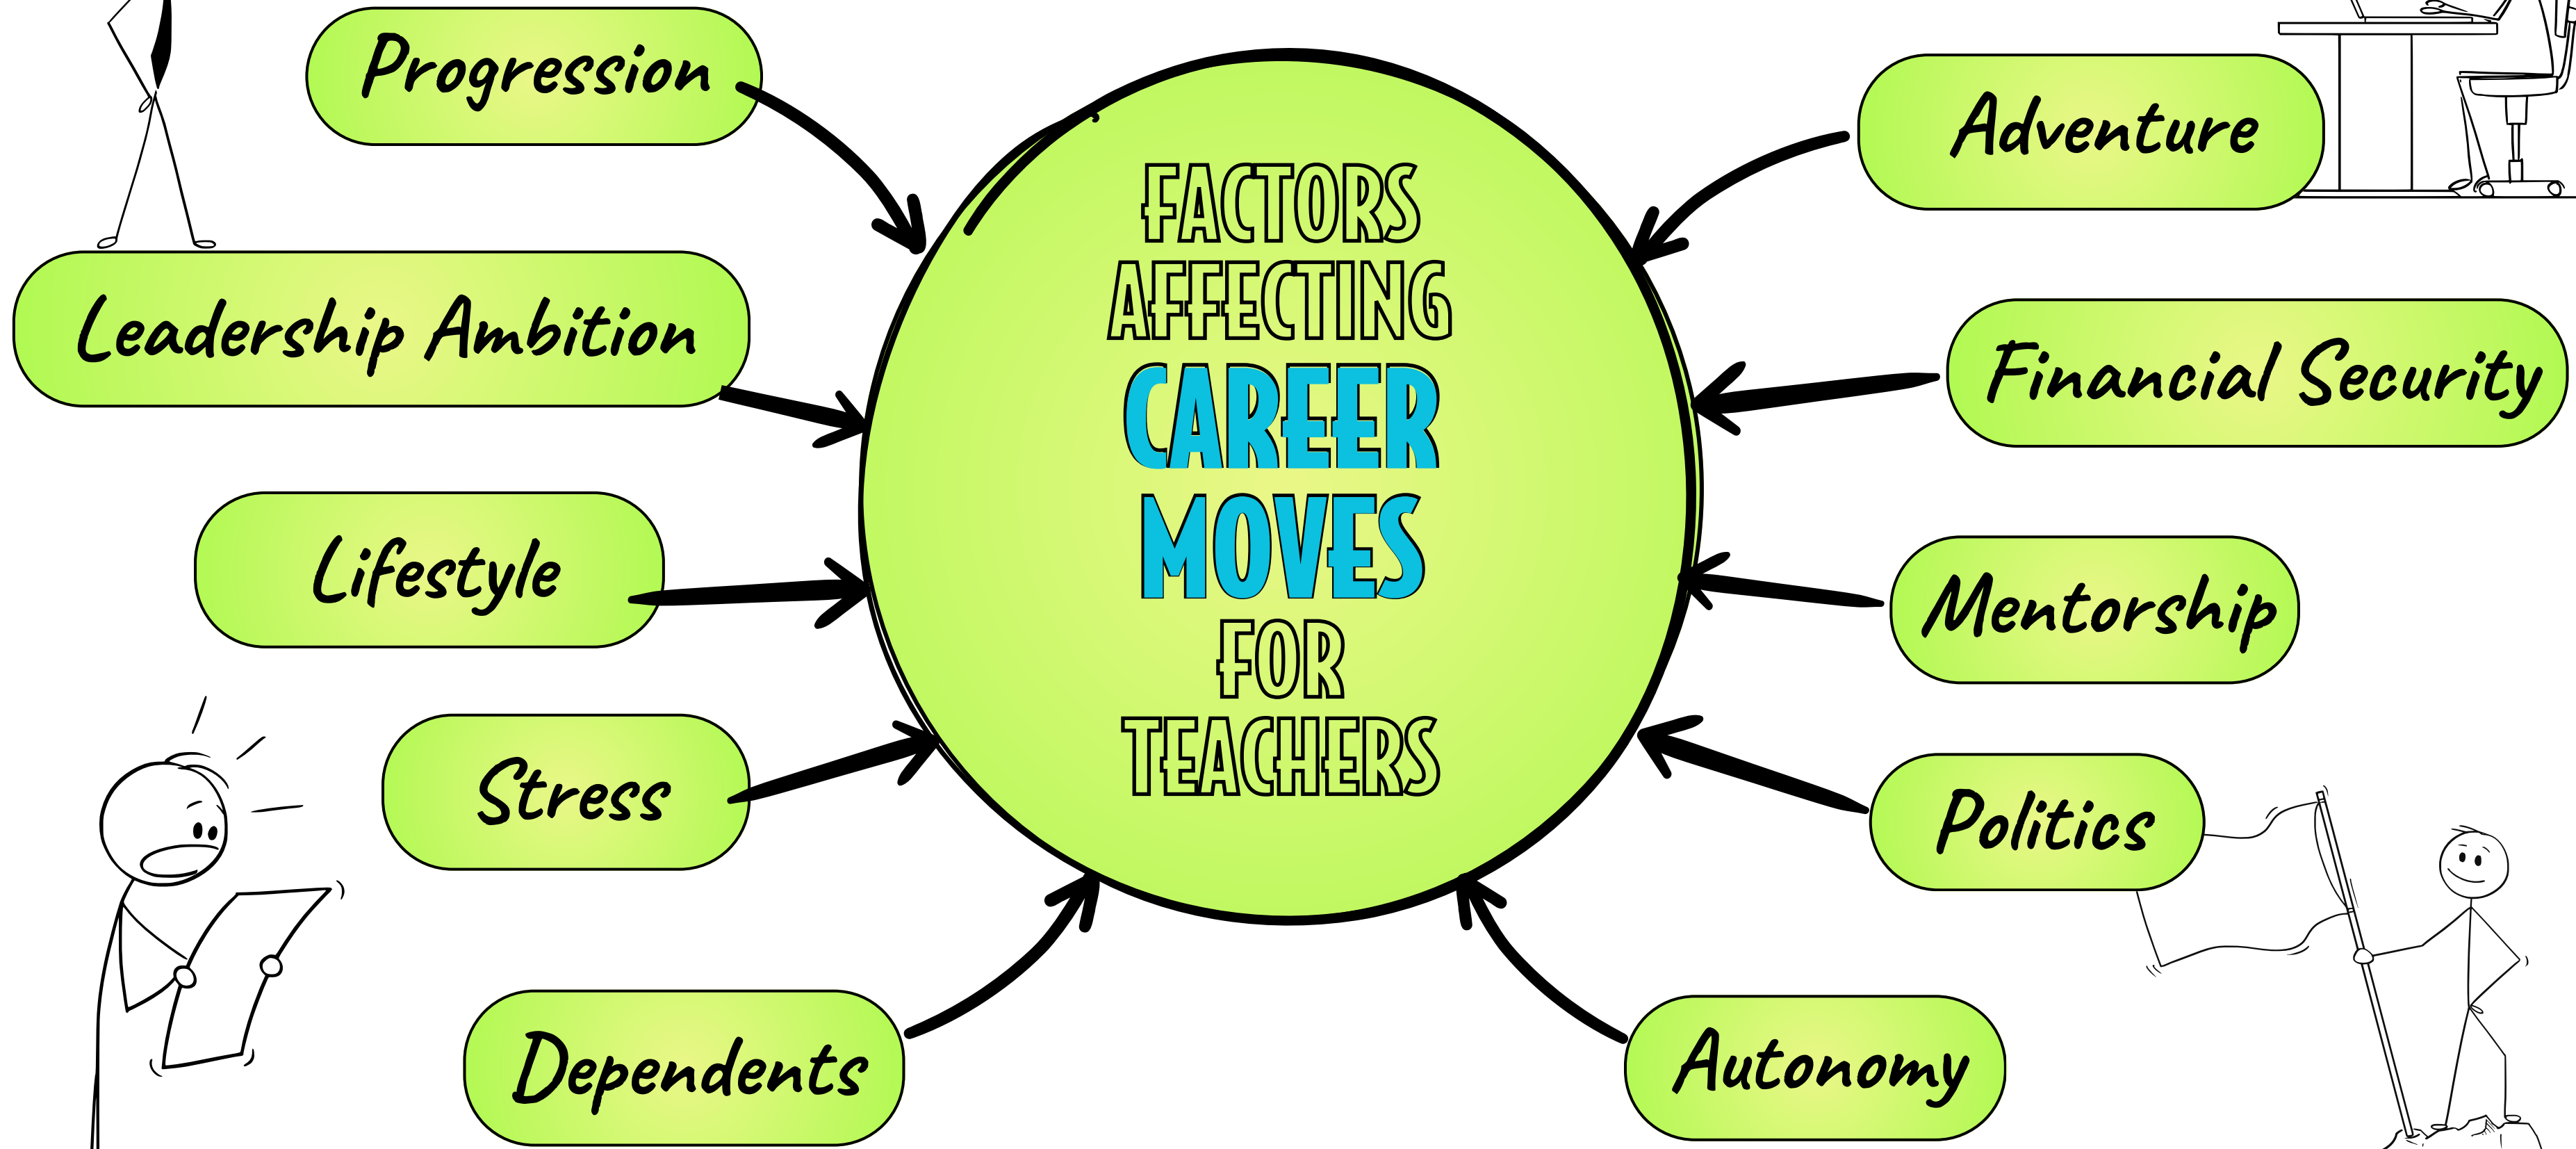 Progression
Leadership Ambition
Lifestyle
Stress
Dependents
FACTORS
AFFECTING
CAREER
MOVES
FOR
TEACHERS
Adventure
Financial Security
Mentorship
Politics
Autonomy